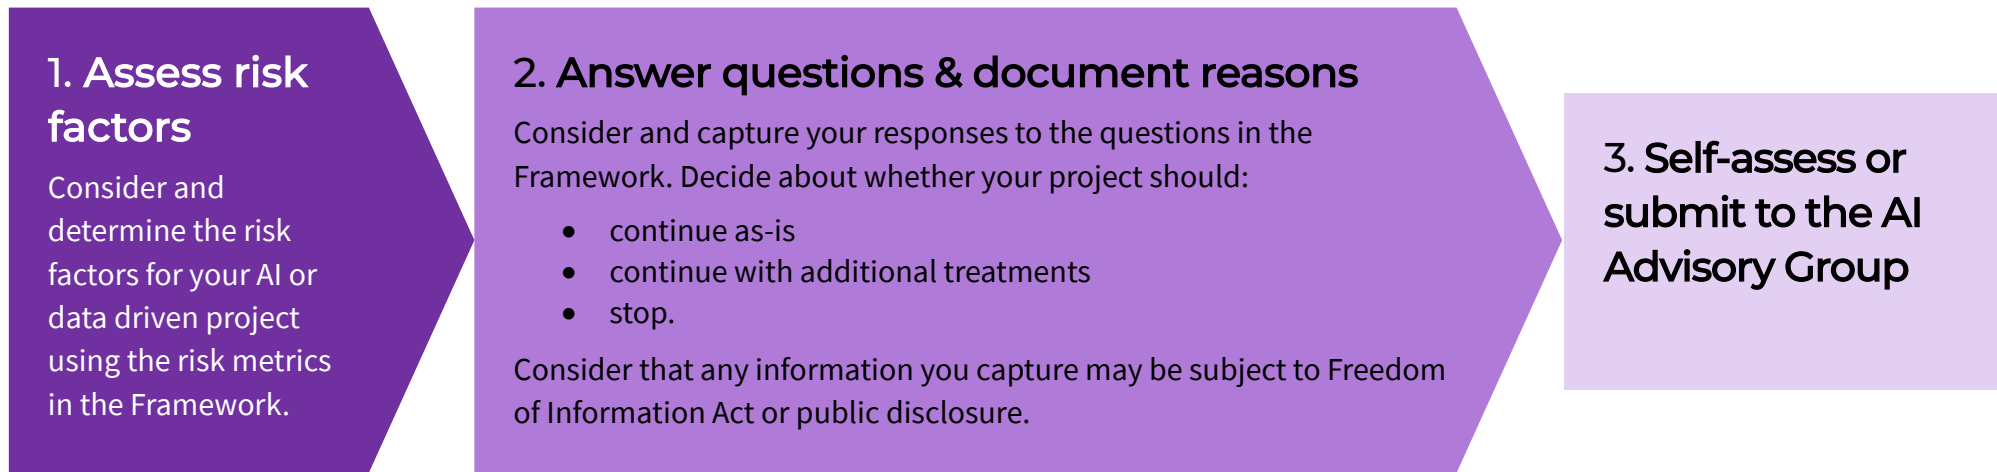 1. Assess risk
factors
Consider and
determine the risk
factors for your AI or
data driven project
using the risk metrics
in the Framework.
2. Answer questions & document reasons
Consider and capture your responses to the questions in the
Framework. Decide about whether your project should:
• continue as-is
• continue with additional treatments
• stop.
Consider that any information you capture may be subject to Freedom
of Information Act or public disclosure.
3. Self-assess or
submit to the AI
Advisory Group